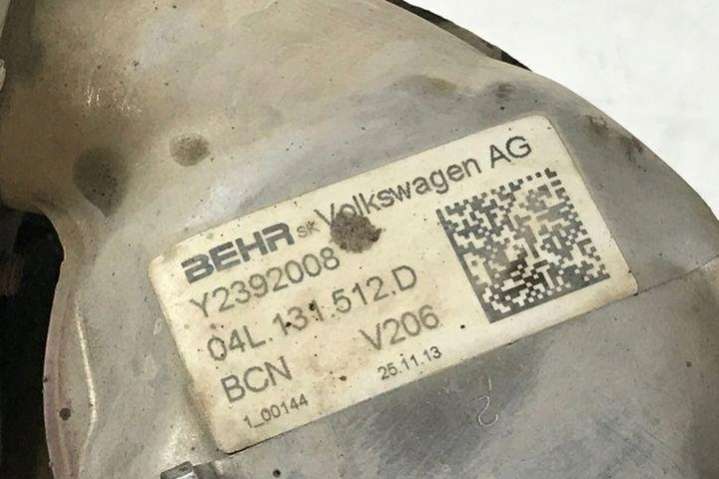 BEHR sk Volkswagen AG
Y2392008
04L.131.512.D
BCN V206
1_00144 25.11.13